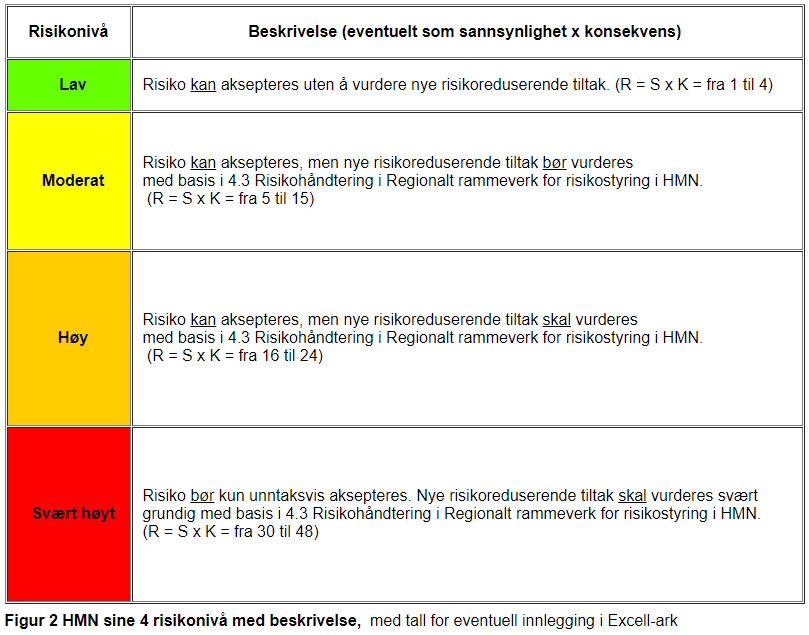 Risikonivå
Beskrivelse (eventuelt som sannsynlighet x konsekvens)
Lav
Risiko kan aksepteres uten å vurdere nye risikoreduserende tiltak. (R = S x K = fra 1 til 4)
Moderat
Risiko kan aksepteres, men nye risikoreduserende tiltak bør vurderes
med basis i 4.3 Risikohåndtering i Regionalt rammeverk for risikostyring i HMN.
(R = S x K = fra 5 til 15)
Høy
Risiko kan aksepteres, men nye risikoreduserende tiltak skal vurderes
med basis i 4.3 Risikohåndtering i Regionalt rammeverk for risikostyring i HMN.
(R = S x K = fra 16 til 24)
Svært høyt
Risiko bør kun unntaksvis aksepteres. Nye risikoreduserende tiltak skal vurderes svært
grundig med basis i 4.3 Risikohåndtering i Regionalt rammeverk for risikostyring i HMN.
(R = S x K = fra 30 til 48)
Figur 2 HMN sine 4 risikonivå med beskrivelse, med tall for eventuell innlegging i Excell-ark